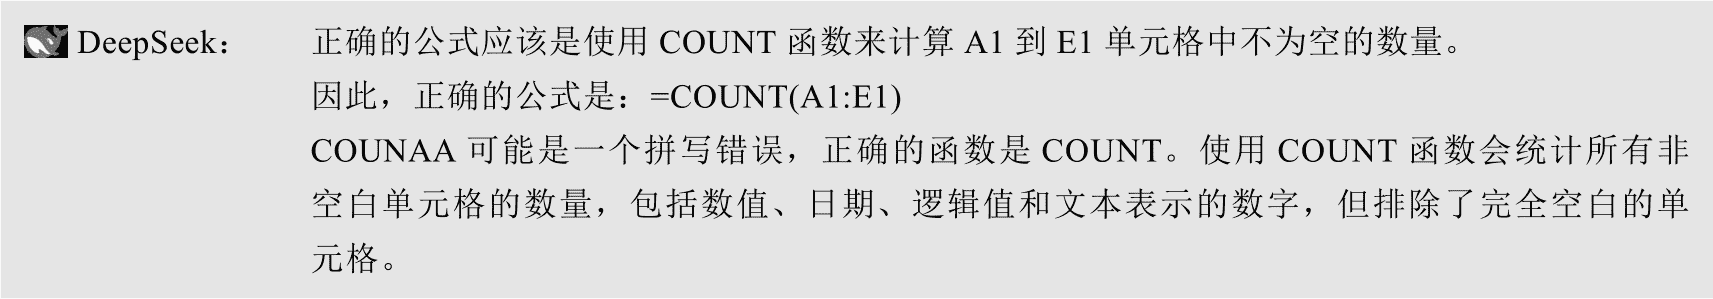 DeepSeek： 正确的公式应该是使用 COUNT 函数来计算 A1 到 E1 单元格中不为空的数量。
因此，正确的公式是：=COUNT(A1:E1)
COUNAA 可能是一个拼写错误，正确的函数是 COUNT。使用 COUNT 函数会统计所有非
空白单元格的数量，包括数值、日期、逻辑值和文本表示的数字，但排除了完全空白的单
元格。